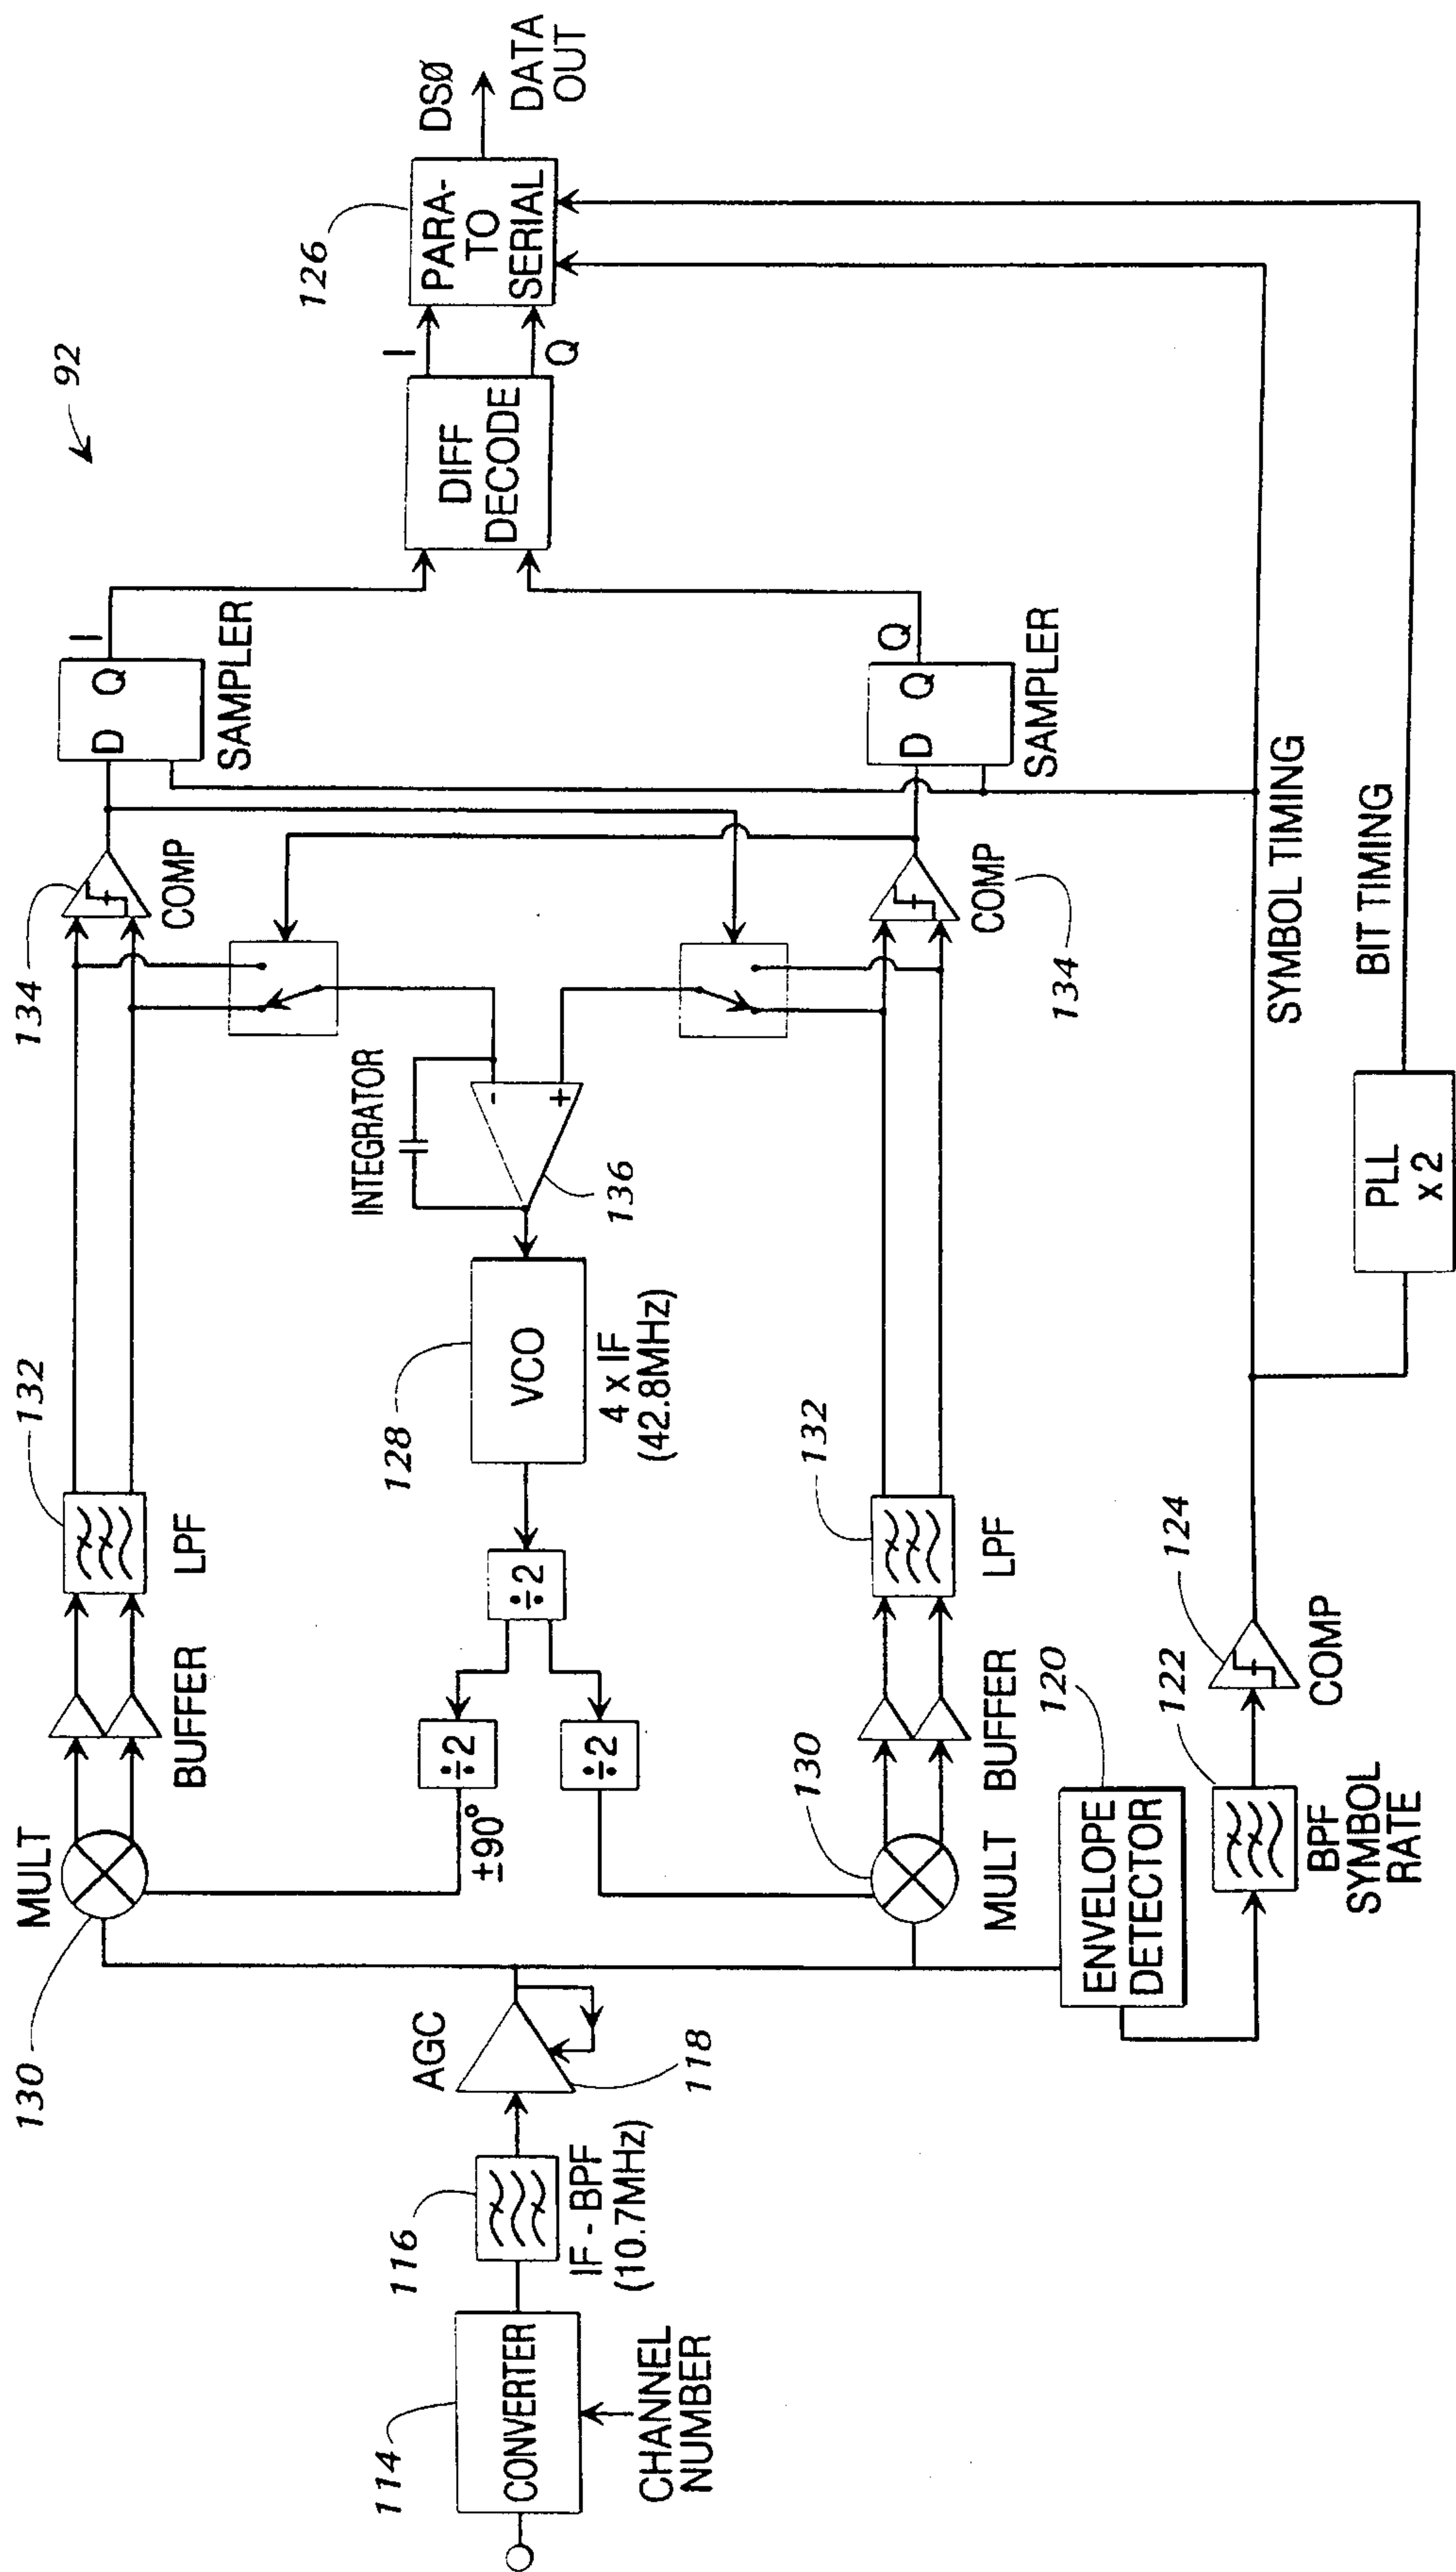 92
130
MULT
BUFFER
132
LPF
134
COMP
D Q
I
SAMPLER
126
PARA-
TO
SERIAL
DSØ
DATA
OUT
I
Q
DIFF
DECODE
114
CONVERTER
CHANNEL
NUMBER
116
IF - BPF
(10.7MHz)
AGC
118
±90°
÷2
÷2
÷2
128
VCO
4 x IF
(42.8MHz)
INTEGRATOR
-
+
136
130
MULT
BUFFER
132
LPF
COMP
134
D Q
Q
SAMPLER
120
ENVELOPE
DETECTOR
122
BPF
SYMBOL
RATE
124
COMP
SYMBOL TIMING
PLL
x 2
BIT TIMING